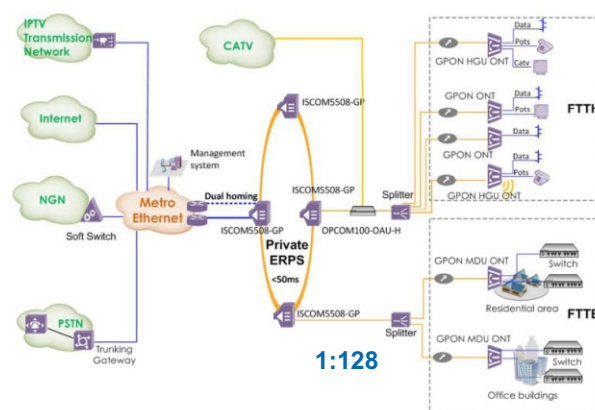 IPTV
Transmission
Network
CATV
Internet
NGN
Soft Switch
PSTN
Trunking
Gateway
Management
system
Metro
Ethernet
Dual homing
ISCOM5508-GP
ISCOM5508-GP
ISCOM5508-GP
Private
ERPS
<50ms
ISCOM5508-GP
OPCOM100-OAU-H
Splitter
Splitter
1:128
Data
Pots
Catv
GPON HGU ONT
Data
Pots
GPON ONT
Data
GPON ONT
Data
Pots
GPON HGU ONT
FTTH
GPON MDU ONT
Switch
Residential area
FTTB
GPON MDU ONT
Switch
Office buildings